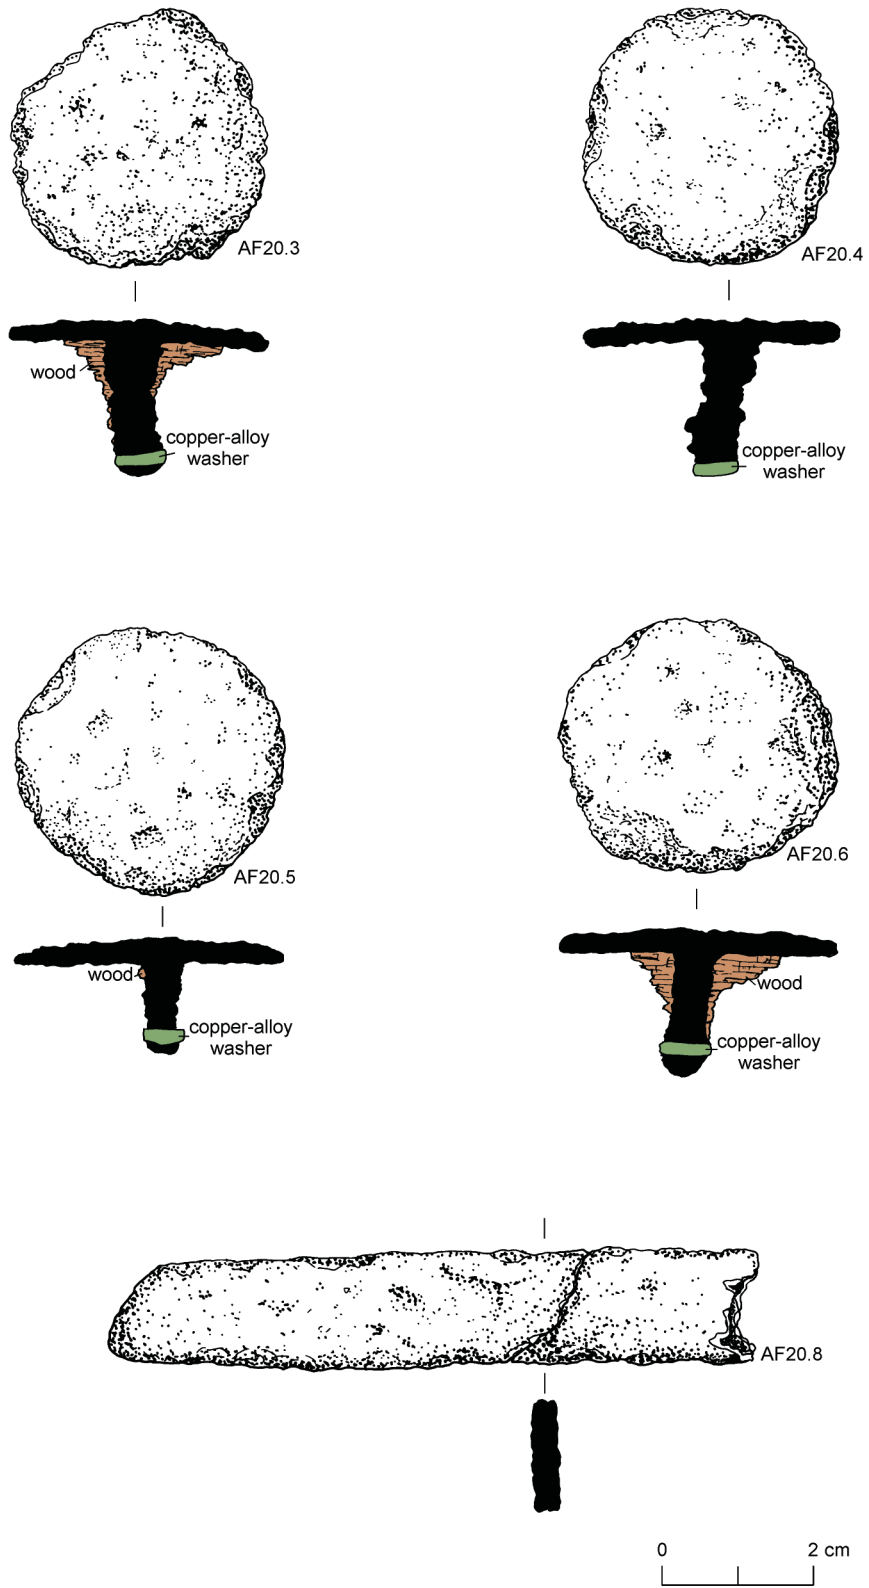 AF20.3
AF20.4
wood
copper-alloy
washer
copper-alloy
washer
AF20.5
AF20.6
wood
copper-alloy
washer
wood
copper-alloy
washer
AF20.8
0 2 cm